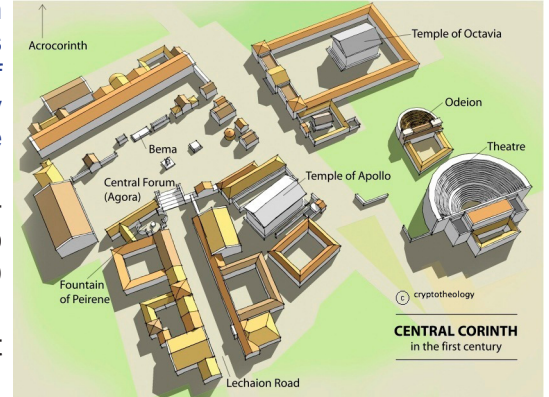 Acrocorinth
Temple of Octavia
Odeion
Bema
Theatre
Central Forum
(Agora)
Temple of Apollo
Fountain
of Peirene
© cryptotheology
CENTRAL CORINTH
in the first century
Lechaion Road